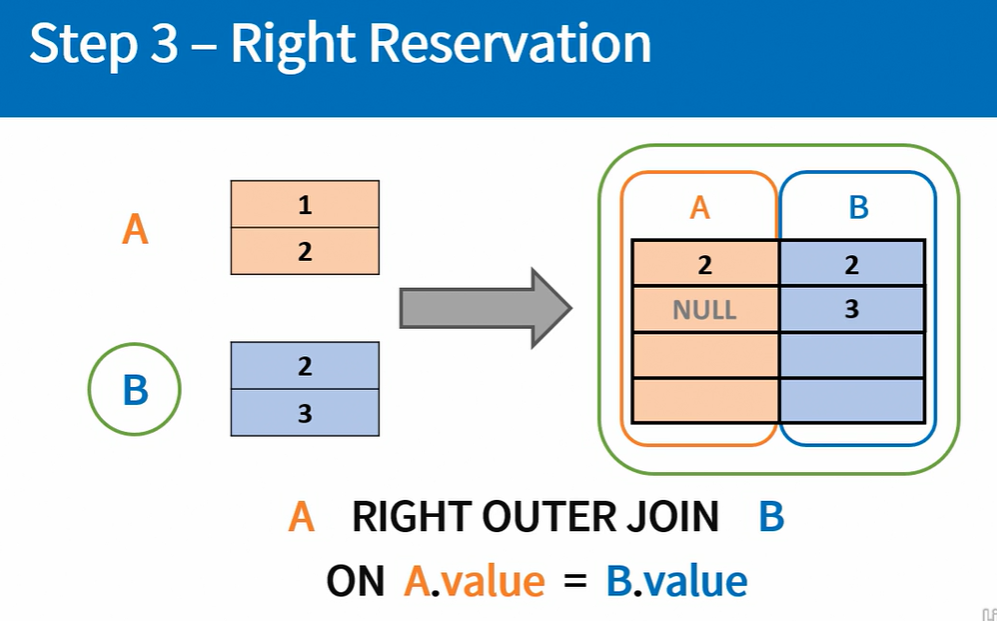 Step 3 – Right Reservation
A
1
2
B
2
3
A B
2 2
NULL 3
A RIGHT OUTER JOIN B
ON A.value = B.value